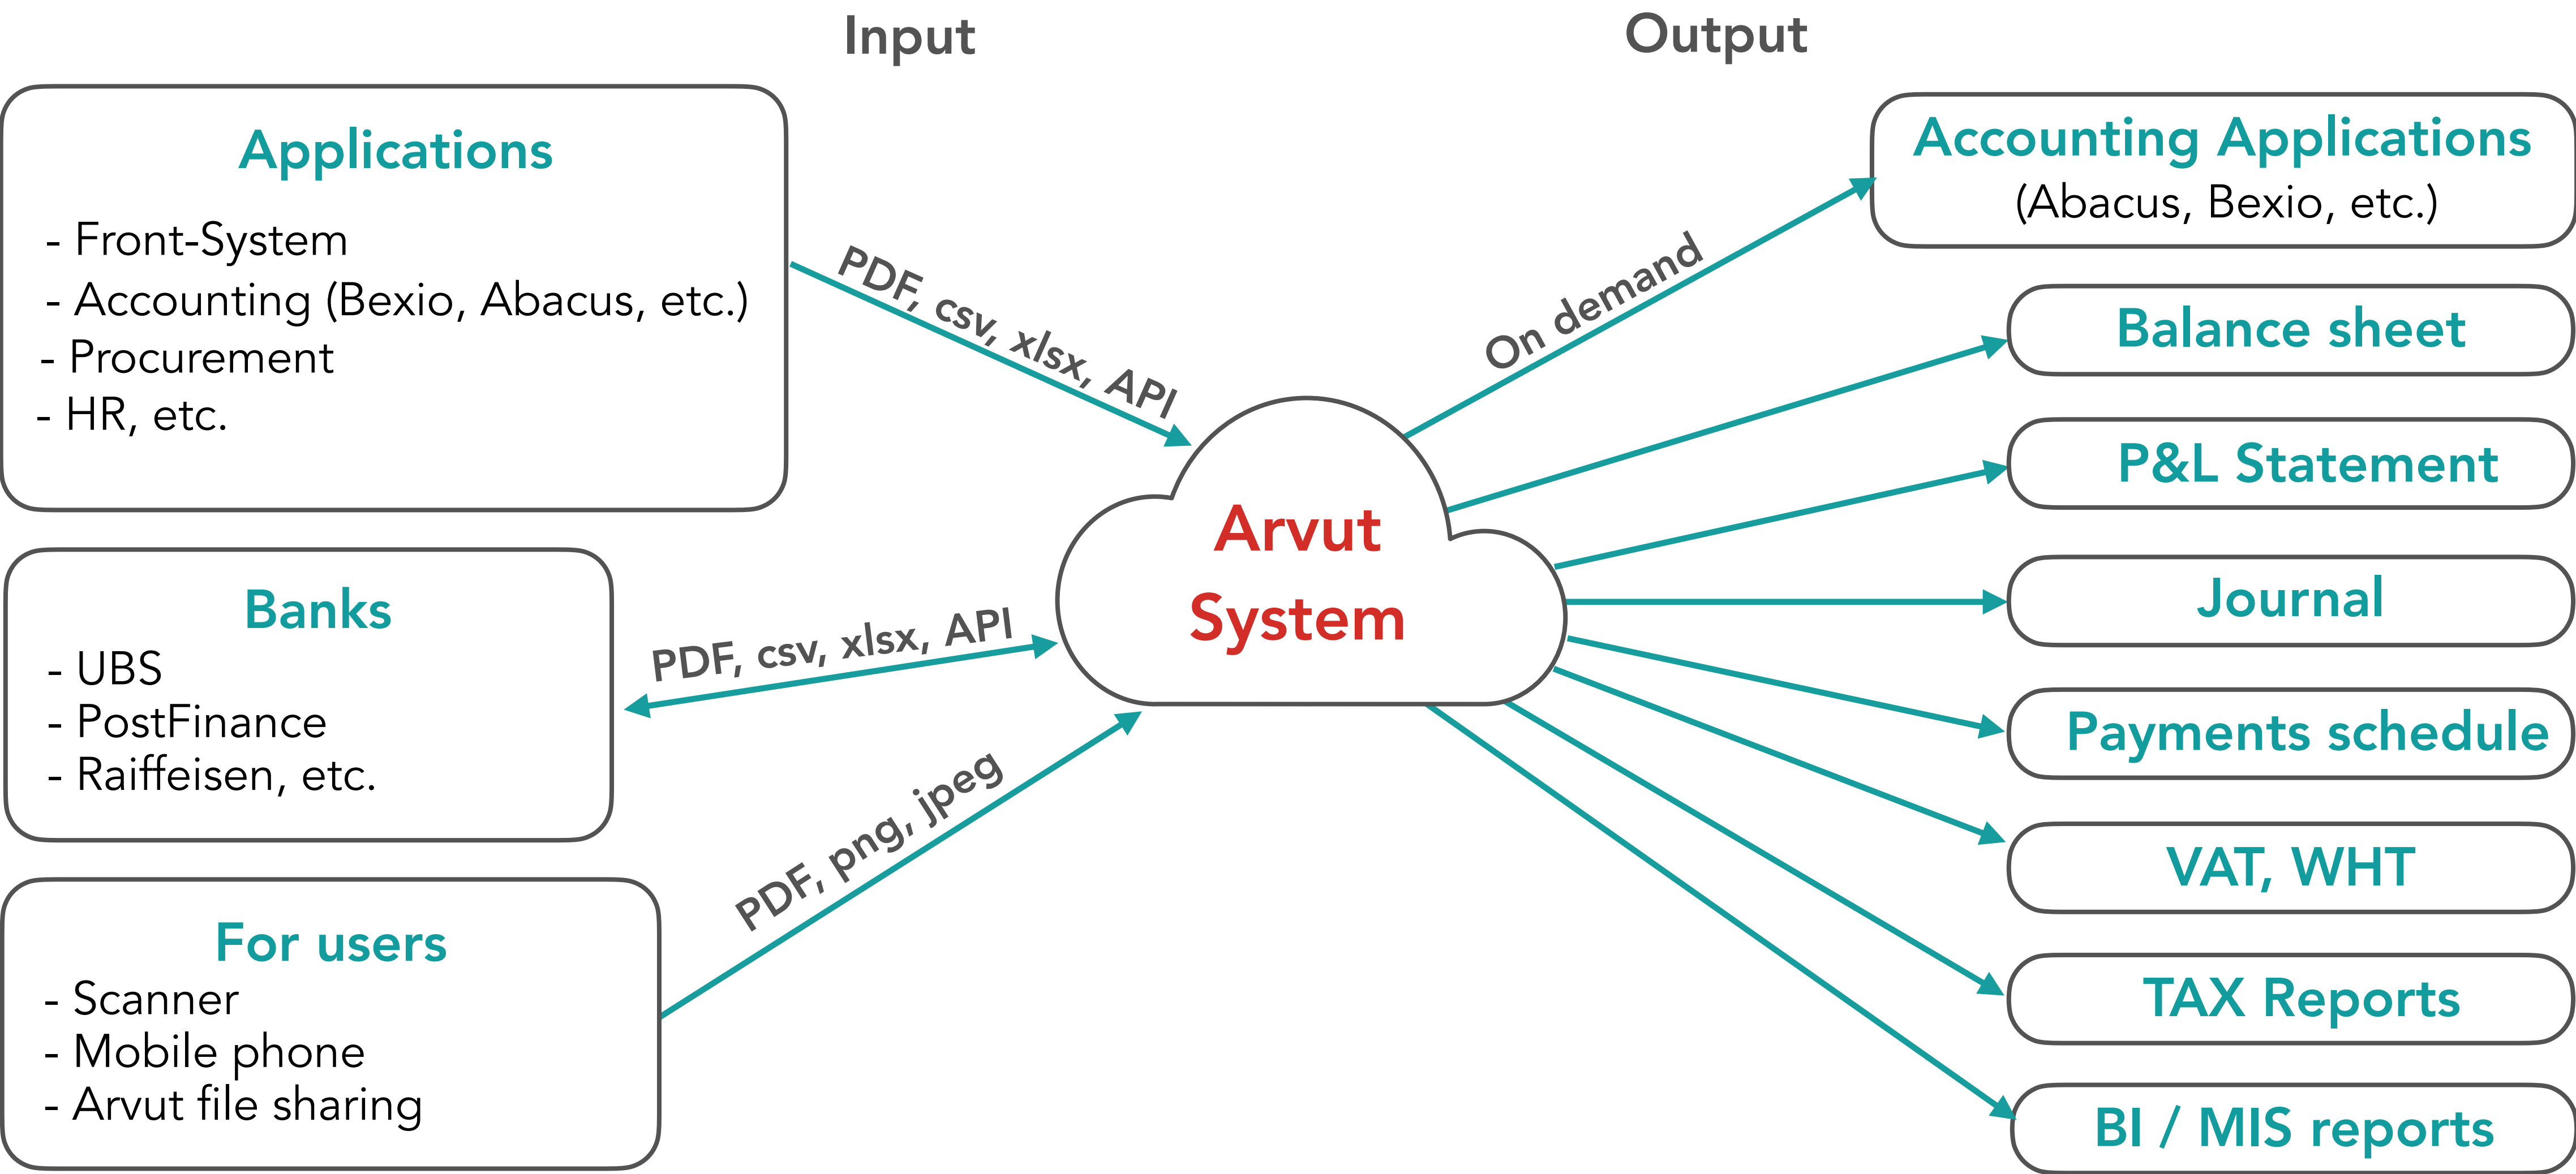 Input
Output
Applications
- Front-System
- Accounting (Bexio, Abacus, etc.)
- Procurement
- HR, etc.
PDF, csv, xlsx, API
Banks
- UBS
- PostFinance
- Raiffeisen, etc.
PDF, csv, xlsx, API
For users
- Scanner
- Mobile phone
- Arvut file sharing
PDF, png, jpeg
Arvut
System
On demand
Accounting Applications
(Abacus, Bexio, etc.)
Balance sheet
P&L Statement
Journal
Payments schedule
VAT, WHT
TAX Reports
BI / MIS reports